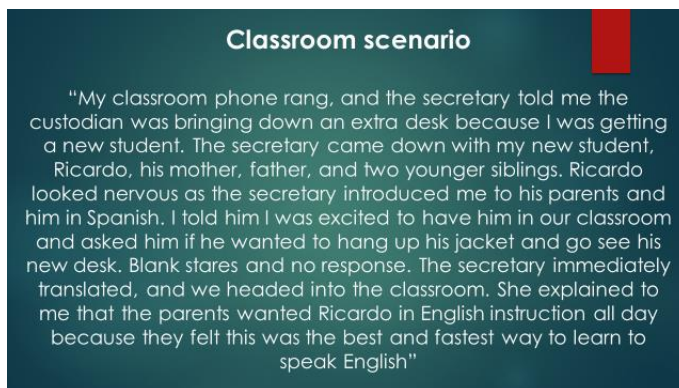 Classroom scenario
“My classroom phone rang, and the secretary told me the
custodian was bringing down an extra desk because I was getting
a new student. The secretary came down with my new student,
Ricardo, his mother, father, and two younger siblings. Ricardo
looked nervous as the secretary introduced me to his parents and
him in Spanish. I told him I was excited to have him in our classroom
and asked him if he wanted to hang up his jacket and go see his
new desk. Blank stares and no response. The secretary immediately
translated, and we headed into the classroom. She explained to
me that the parents wanted Ricardo in English instruction all day
because they felt this was the best and fastest way to learn to
speak English”